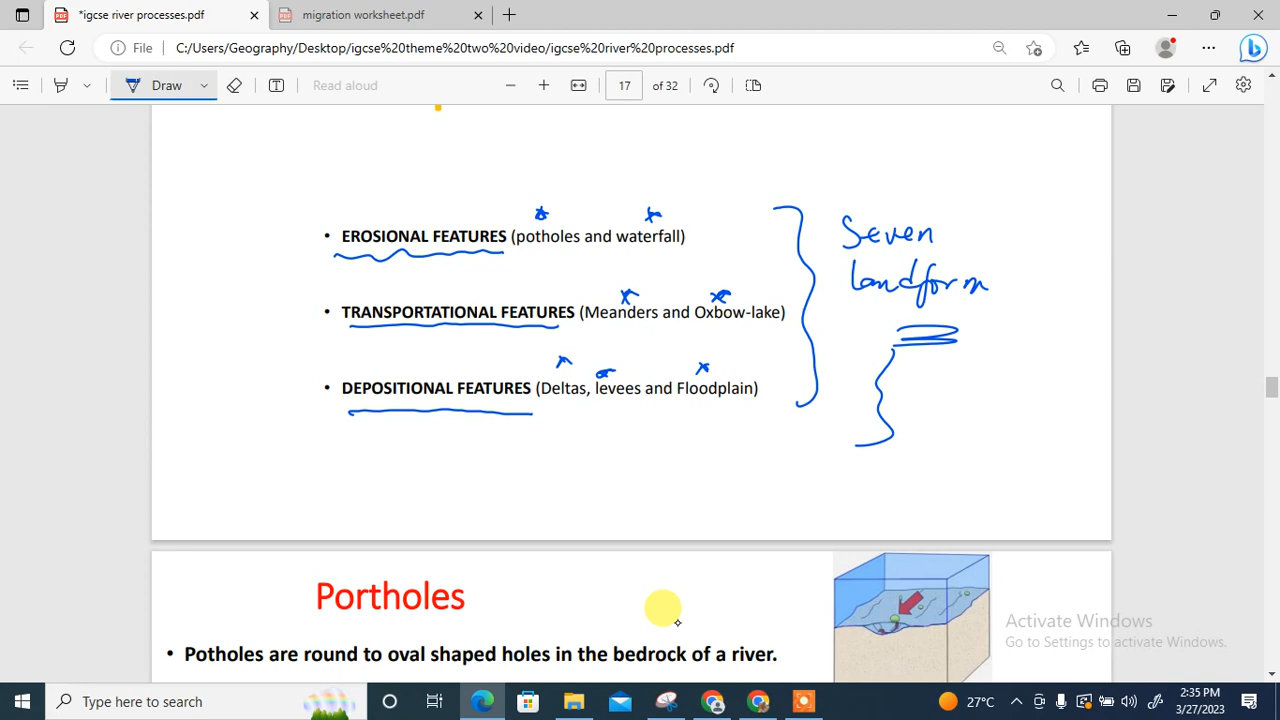 *igcse river processes.pdf
migration worksheet.pdf
File C:/Users/Geography/Desktop/igcse%20theme%20two%20video/igcse%20river%20processes.pdf
Draw Read aloud 17 of 32
• EROSIONAL FEATURES (potholes and waterfall)
• TRANSPORTATIONAL FEATURES (Meanders and Oxbow-lake)
• DEPOSITIONAL FEATURES (Deltas, levees and Floodplain)
Seven
landform
Portholes
• Potholes are round to oval shaped holes in the bedrock of a river.
Activate Windows
Go to Settings to activate Windows.
Type here to search
27°C
2:35 PM
3/27/2023